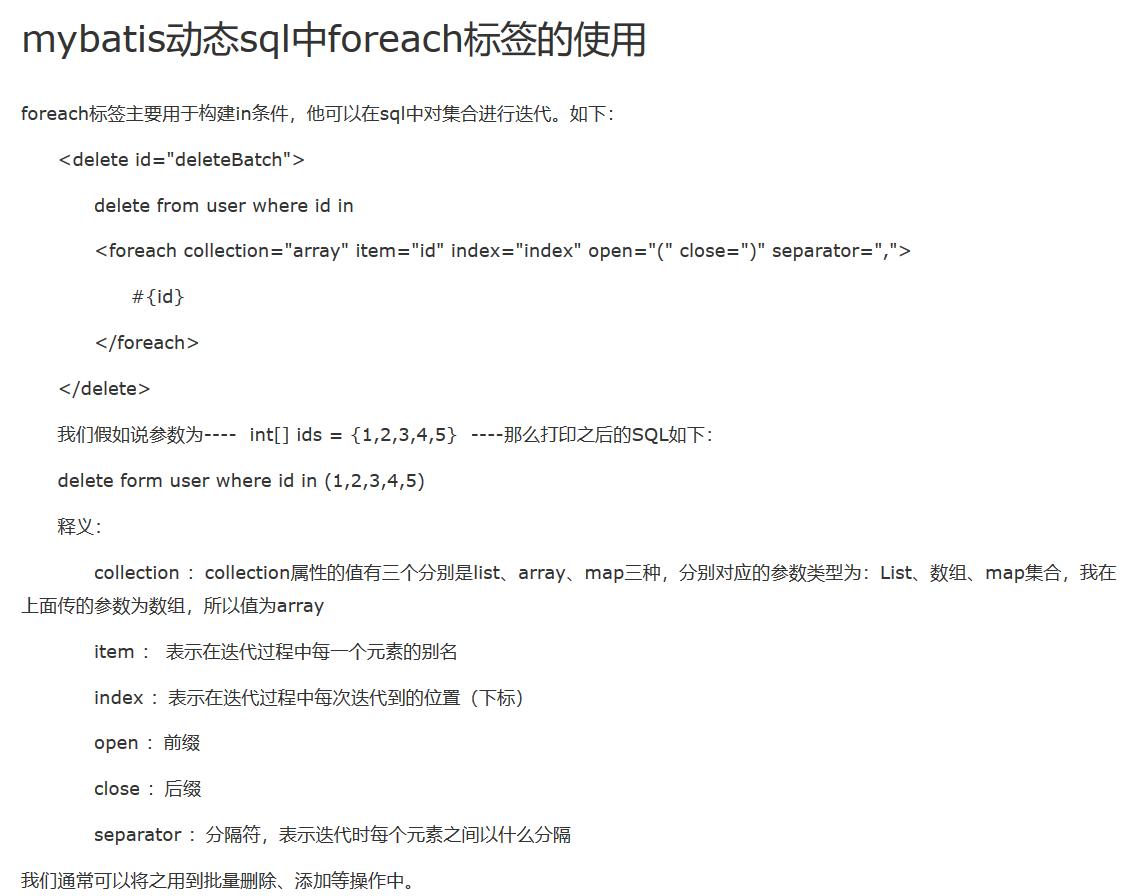 mybatis动态sql中foreach标签的使用
foreach标签主要用于构建in条件，他可以在sql中对集合进行迭代。如下：
<delete id="deleteBatch">
delete from user where id in
<foreach collection="array" item="id" index="index" open="(" close=")" separator=",">
#{id}
</foreach>
</delete>
我们假如说参数为----  int[] ids = {1,2,3,4,5}  ----那么打印之后的SQL如下：
delete form user where id in (1,2,3,4,5)
释义：
collection ：collection属性的值有三个分别是list、array、map三种，分别对应的参数类型为：List、数组、map集合，我在
上面传的参数为数组，所以值为array
item ： 表示在迭代过程中每一个元素的别名
index ：表示在迭代过程中每次迭代到的位置（下标）
open ：前缀
close ：后缀
separator ：分隔符，表示迭代时每个元素之间以什么分隔
我们通常可以将之用到批量删除、添加等操作中。